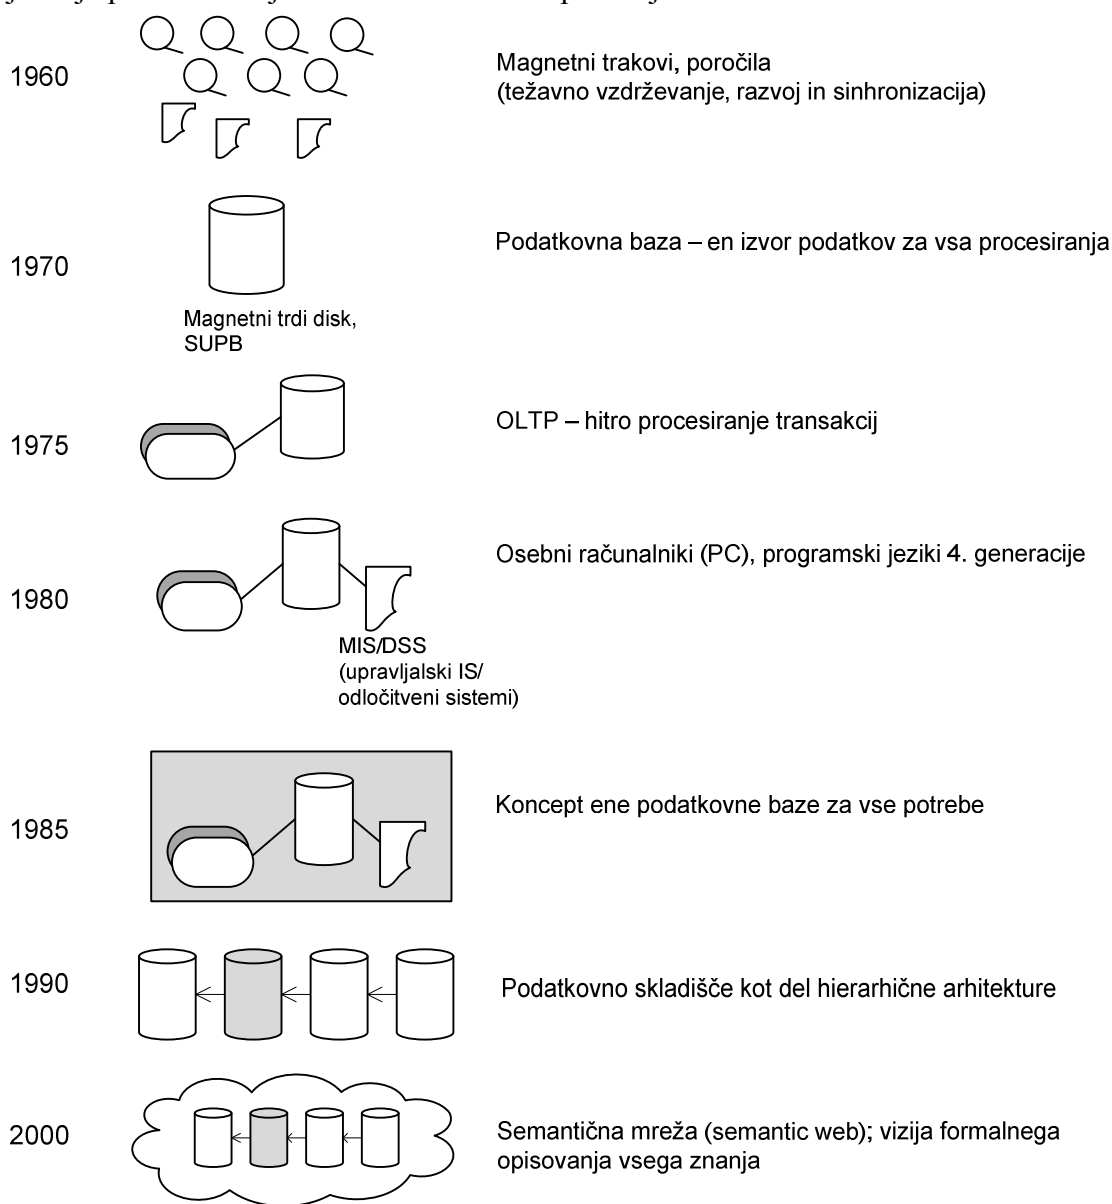 1960
Magnetni trakovi, poročila
(težavno vzdrževanje, razvoj in sinhronizacija)
1970
Podatkovna baza – en izvor podatkov za vsa procesiranja
Magnetni trdi disk,
SUPB
1975
OLTP – hitro procesiranje transakcij
1980
Osebni računalniki (PC), programski jeziki 4. generacije
MIS/DSS
(upravljalski IS/
odločitveni sistemi)
1985
Koncept ene podatkovne baze za vse potrebe
1990
Podatkovno skladišče kot del hierarhične arhitekture
2000
Semantična mreža (semantic web); vizija formalnega
opisovanja vsega znanja